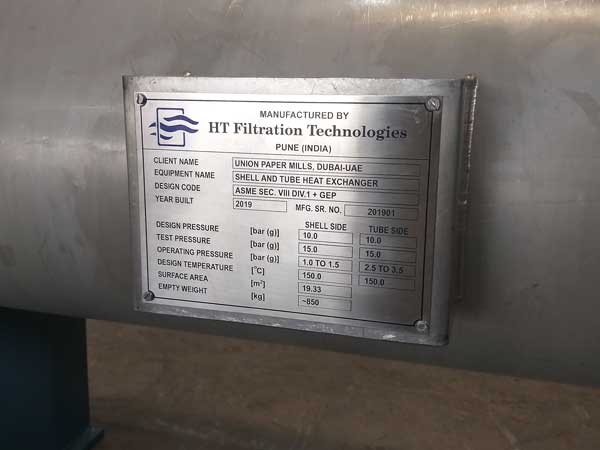 MANUFACTURED BY
HT Filtration Technologies
PUNE (INDIA)
CLIENT NAME UNION PAPER MILLS, DUBAI-UAE
EQUIPMENT NAME SHELL AND TUBE HEAT EXCHANGER
DESIGN CODE ASME SEC. VIII DIV.1 + GEP
YEAR BUILT 2019 MFG. SR. NO. 201901
SHELL SIDE TUBE SIDE
DESIGN PRESSURE [bar (g)] 10.0 10.0
TEST PRESSURE [bar (g)] 15.0 15.0
OPERATING PRESSURE [bar (g)] 1.0 TO 1.5 2.5 TO 3.5
DESIGN TEMPERATURE [°C] 150.0 150.0
SURFACE AREA [m²] 19.33
EMPTY WEIGHT [kg] ~850